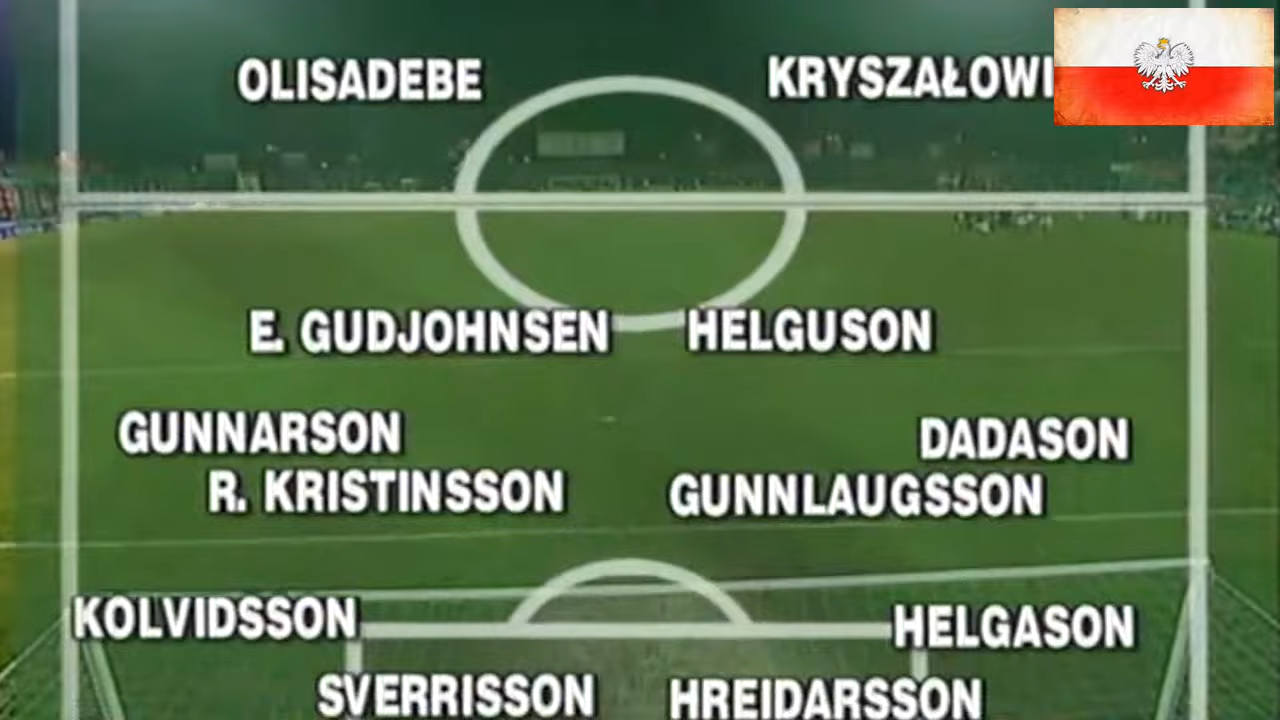 OLISADEBE KRYSZAŁOWI
E. GUDJOHNSEN HELGUSON
GUNNARSON DADASON
R. KRISTINSSON GUNNLAUGSSON
KOLVIDSSON HELGASON
SVERRISSON HREIDARSSON